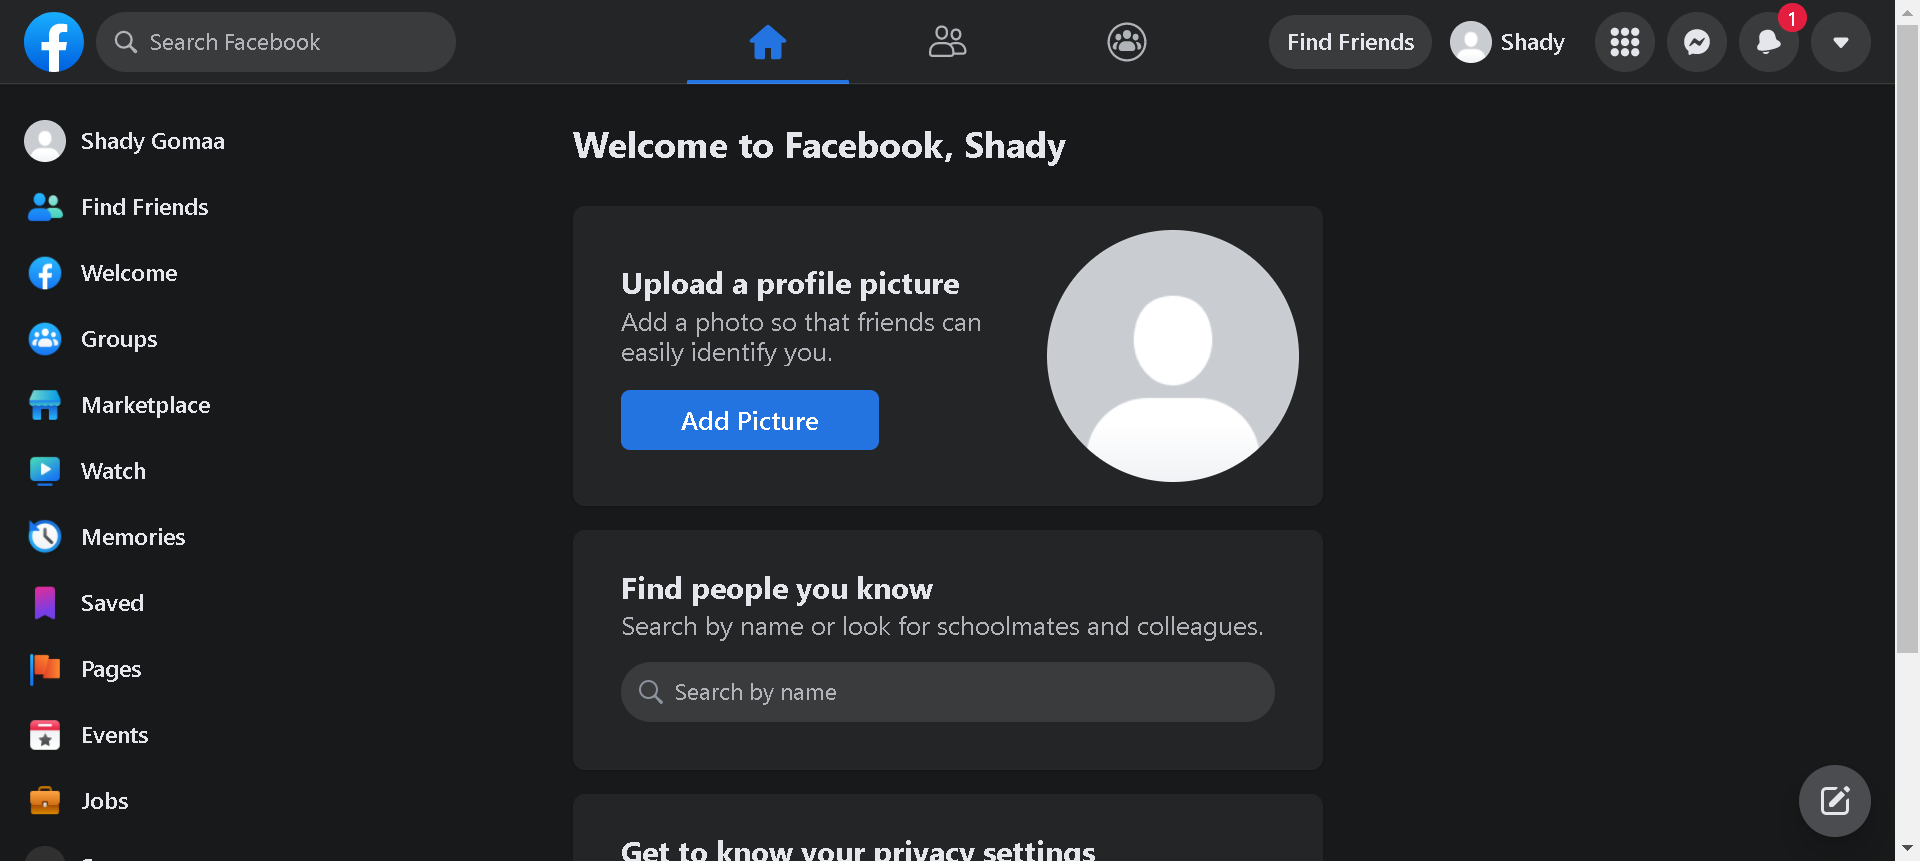 Search Facebook
Find Friends
Shady
1
Shady Gomaa
Find Friends
Welcome
Groups
Marketplace
Watch
Memories
Saved
Pages
Events
Jobs
Welcome to Facebook, Shady
Upload a profile picture
Add a photo so that friends can
easily identify you.
Add Picture
Find people you know
Search by name or look for schoolmates and colleagues.
Search by name
Get to know your privacy settings